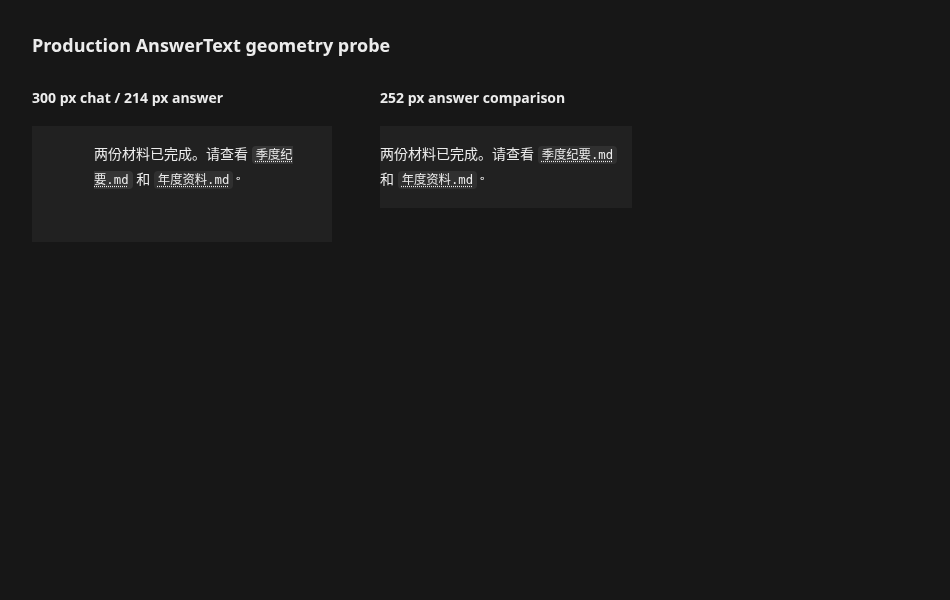 Production AnswerText geometry probe
300 px chat / 214 px answer
两份材料已完成。请查看 季度纪
要.md 和 年度资料.md。
252 px answer comparison
两份材料已完成。请查看 季度纪要.md
和 年度资料.md。